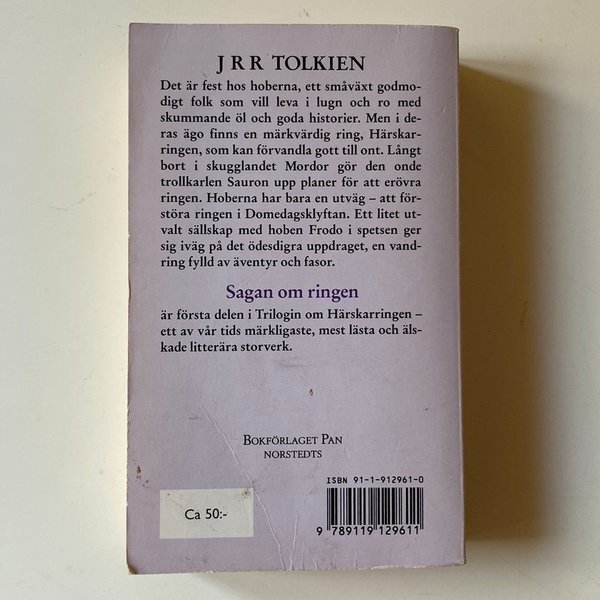 J R R TOLKIEN
Det är fest hos hoberna, ett småväxt godmo-
digt folk som vill leva i lugn och ro med
skummande öl och goda historier. Men i de-
ras ägo finns en märkvärdig ring, Härskar-
ringen, som kan förvandla gott till ont. Långt
bort i skugglandet Mordor gör den onde
trollkarlen Sauron upp planer för att erövra
ringen. Hoberna har bara en utväg – att för-
störa ringen i Domedagsklyftan. Ett litet ut-
valt sällskap med hoben Frodo i spetsen ger
sig iväg på det ödesdigra uppdraget, en vand-
ring fylld av äventyr och fasor.
Sagan om ringen
är första delen i Trilogin om Härskarringen –
ett av vår tids märkligaste, mest lästa och äls-
kade litterära storverk.
BOKFÖRLAGET PAN
NORSTEDTS
ISBN 91-1-912961-0
Ca 50:-
9 789119 129611